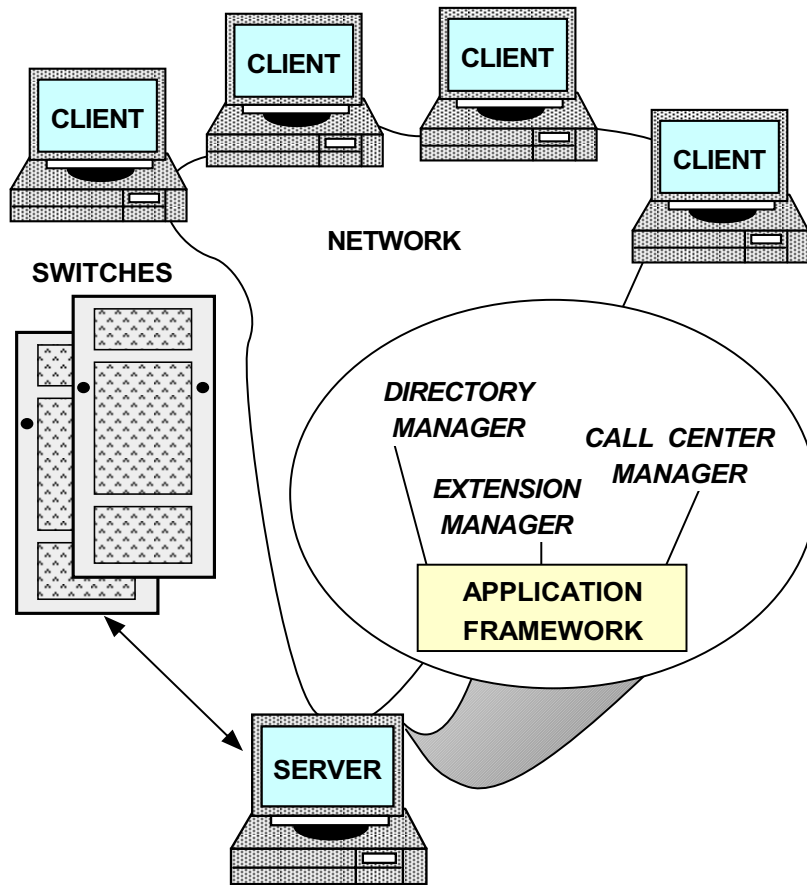 CLIENT
CLIENT
CLIENT
CLIENT
NETWORK
SWITCHES
DIRECTORY
MANAGER
CALL CENTER
MANAGER
EXTENSION
MANAGER
APPLICATION
FRAMEWORK
SERVER